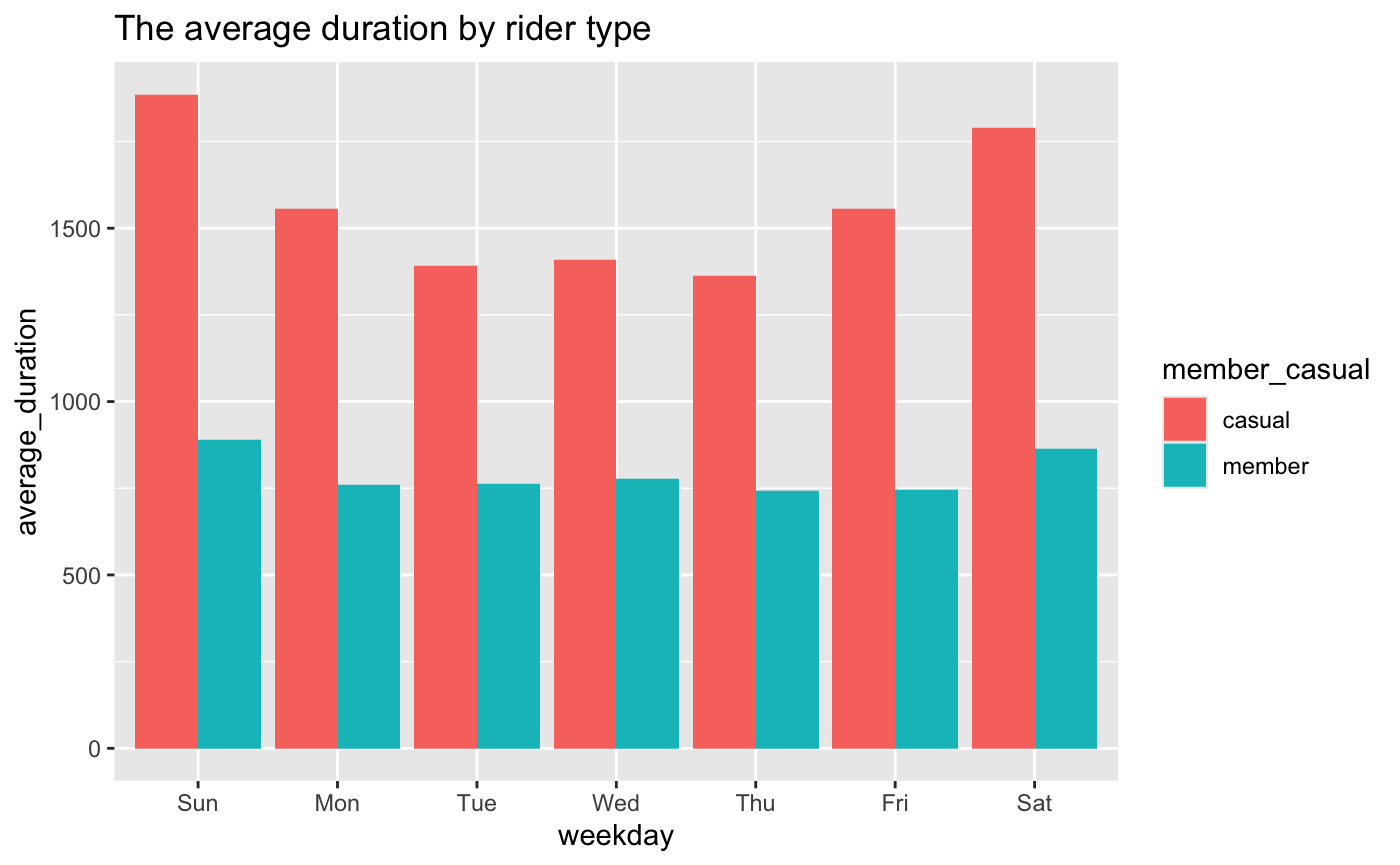 The average duration by rider type
average_duration
1500
1000
500
0
Sun Mon Tue Wed Thu Fri Sat
weekday
member_casual
casual
member